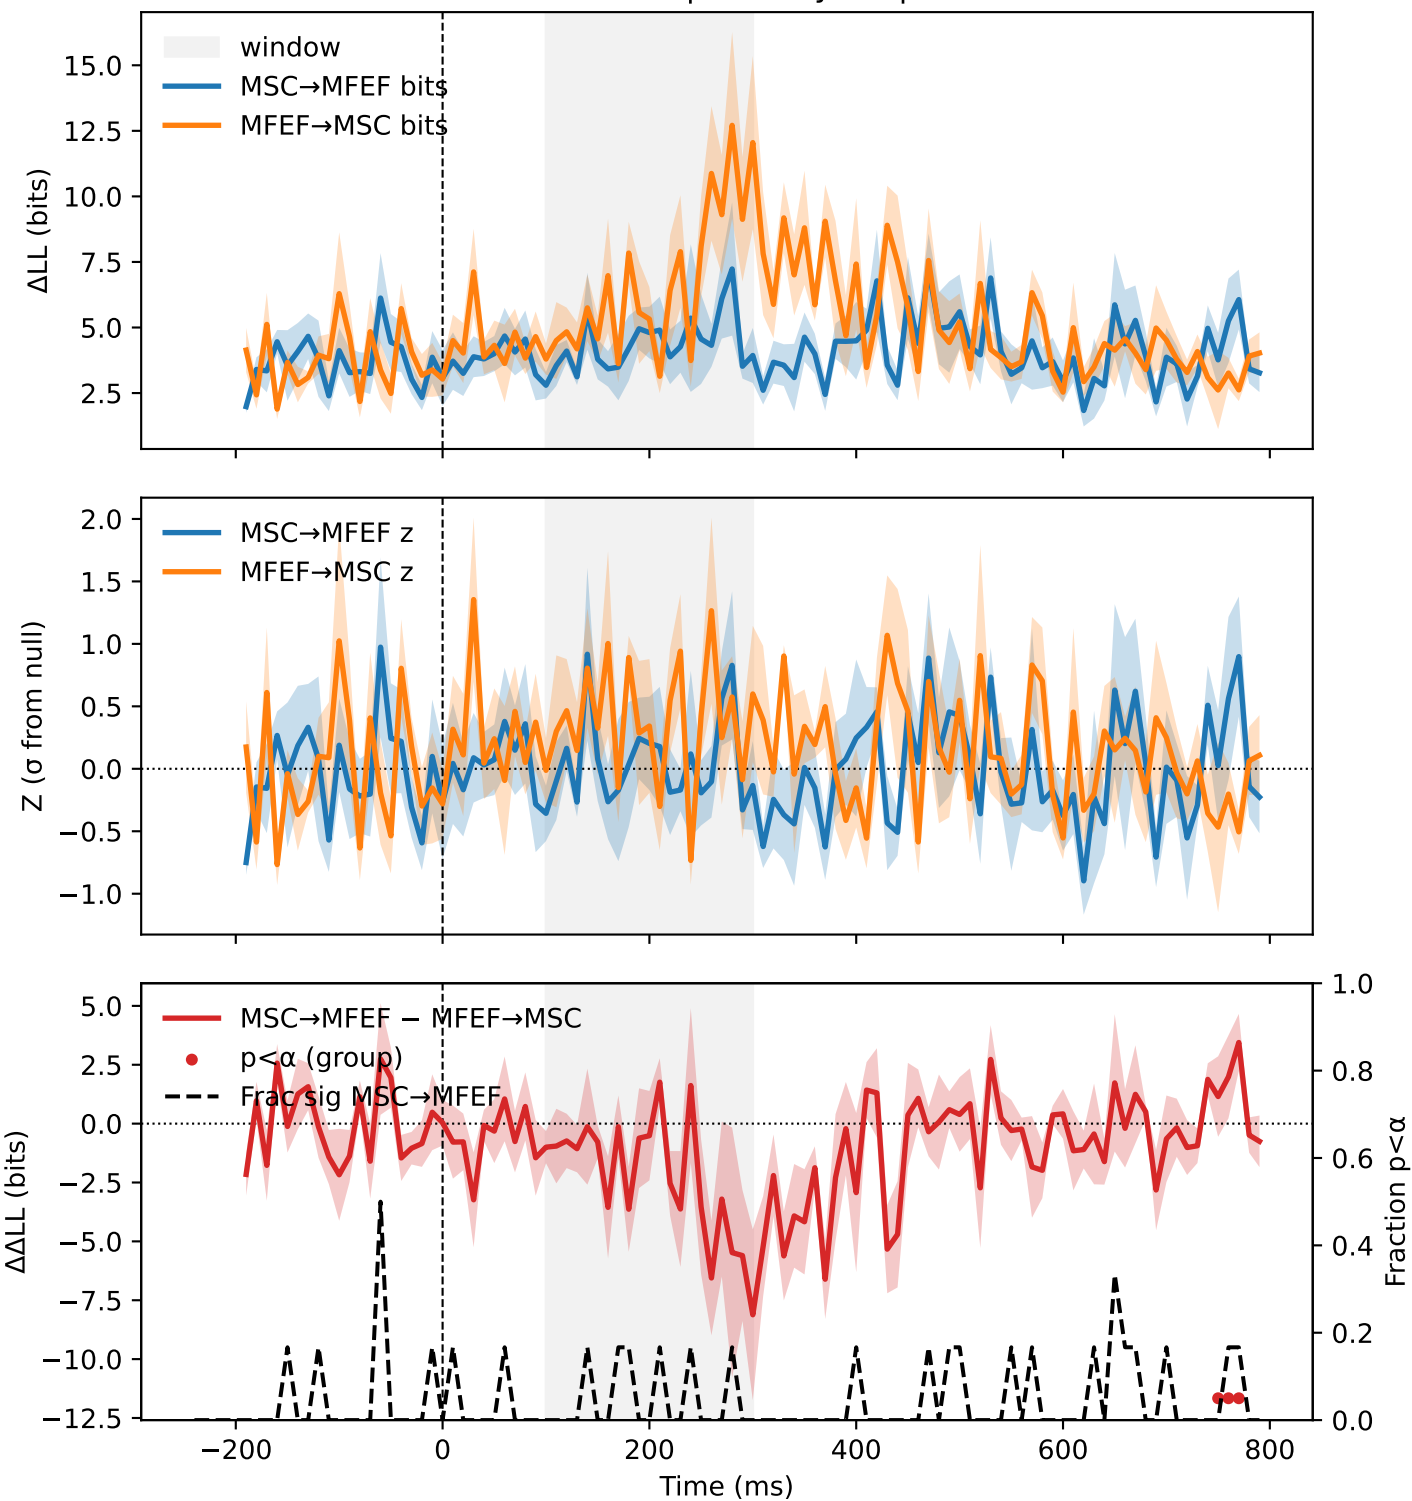 window
MSC→MFEF bits
MFEF→MSC bits
15.0
12.5
10.0
7.5
5.0
2.5
ΔLL (bits)
MSC→MFEF z
MFEF→MSC z
2.0
1.5
1.0
0.5
0.0
−0.5
−1.0
Z (σ from null)
MSC→MFEF − MFEF→MSC
p<α (group)
Frac sig MSC→MFEF
5.0
2.5
0.0
−2.5
−5.0
−7.5
−10.0
−12.5
ΔΔLL (bits)
1.0
0.8
0.6
0.4
0.2
0.0
Fraction p<α
−200
0
200
400
600
800
Time (ms)